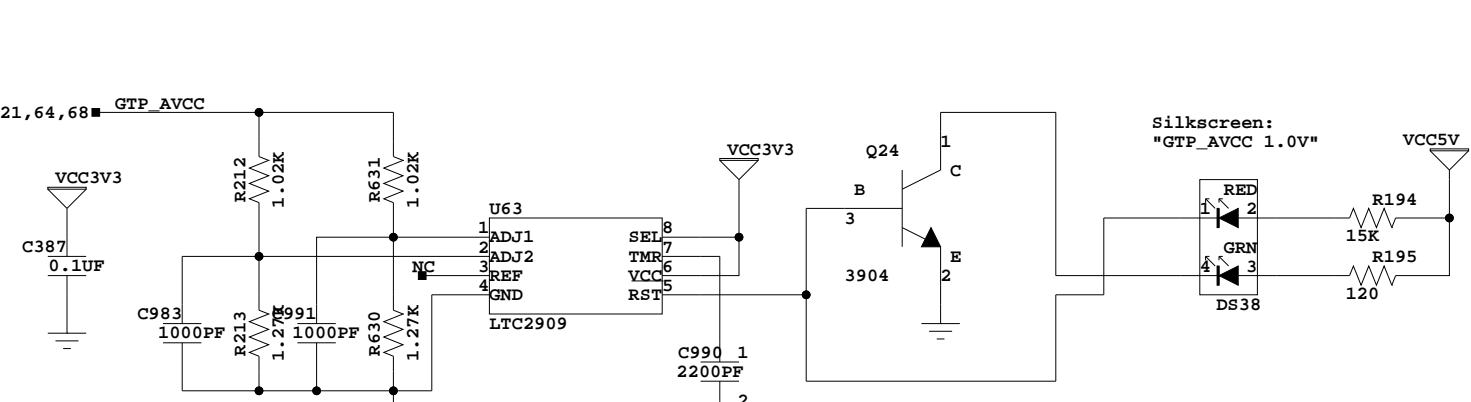 21,64,68
GTP_AVCC
Silkscreen:
"GTP_AVCC 1.0V"
VCC5V
VCC3V3
Q24
1
C
R212
1.02K
R631
1.02K
VCC3V3
B
3
RED
1
2
R194
15K
U63
1
ADJ1
SEL
8
2
ADJ2
TMR
7
NC
3
REF
VCC
6
4
GND
RST
5
LTC2909
C387
0.1UF
E
2
3904
GRN
4
3
R195
120
DS38
C983
1000PF
R213
1.27K
C991
1000PF
R630
1.27K
C990
1
2200PF
2